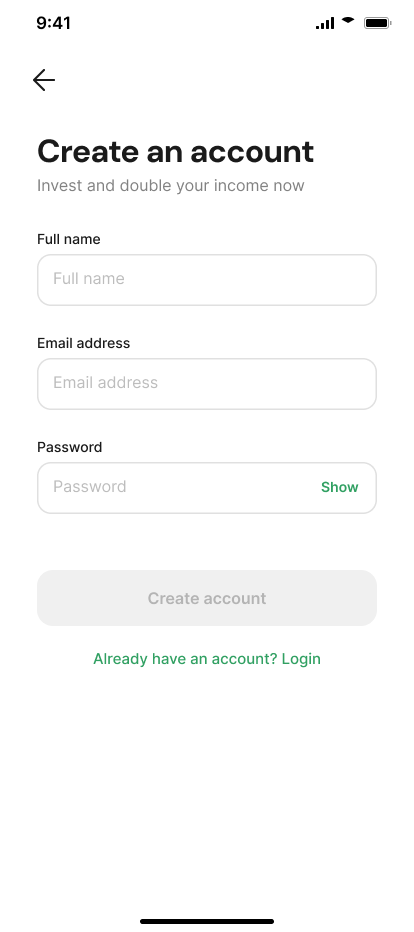 9:41
Create an account
Invest and double your income now
Full name
Full name
Email address
Email address
Password
Password Show
Create account
Already have an account? Login